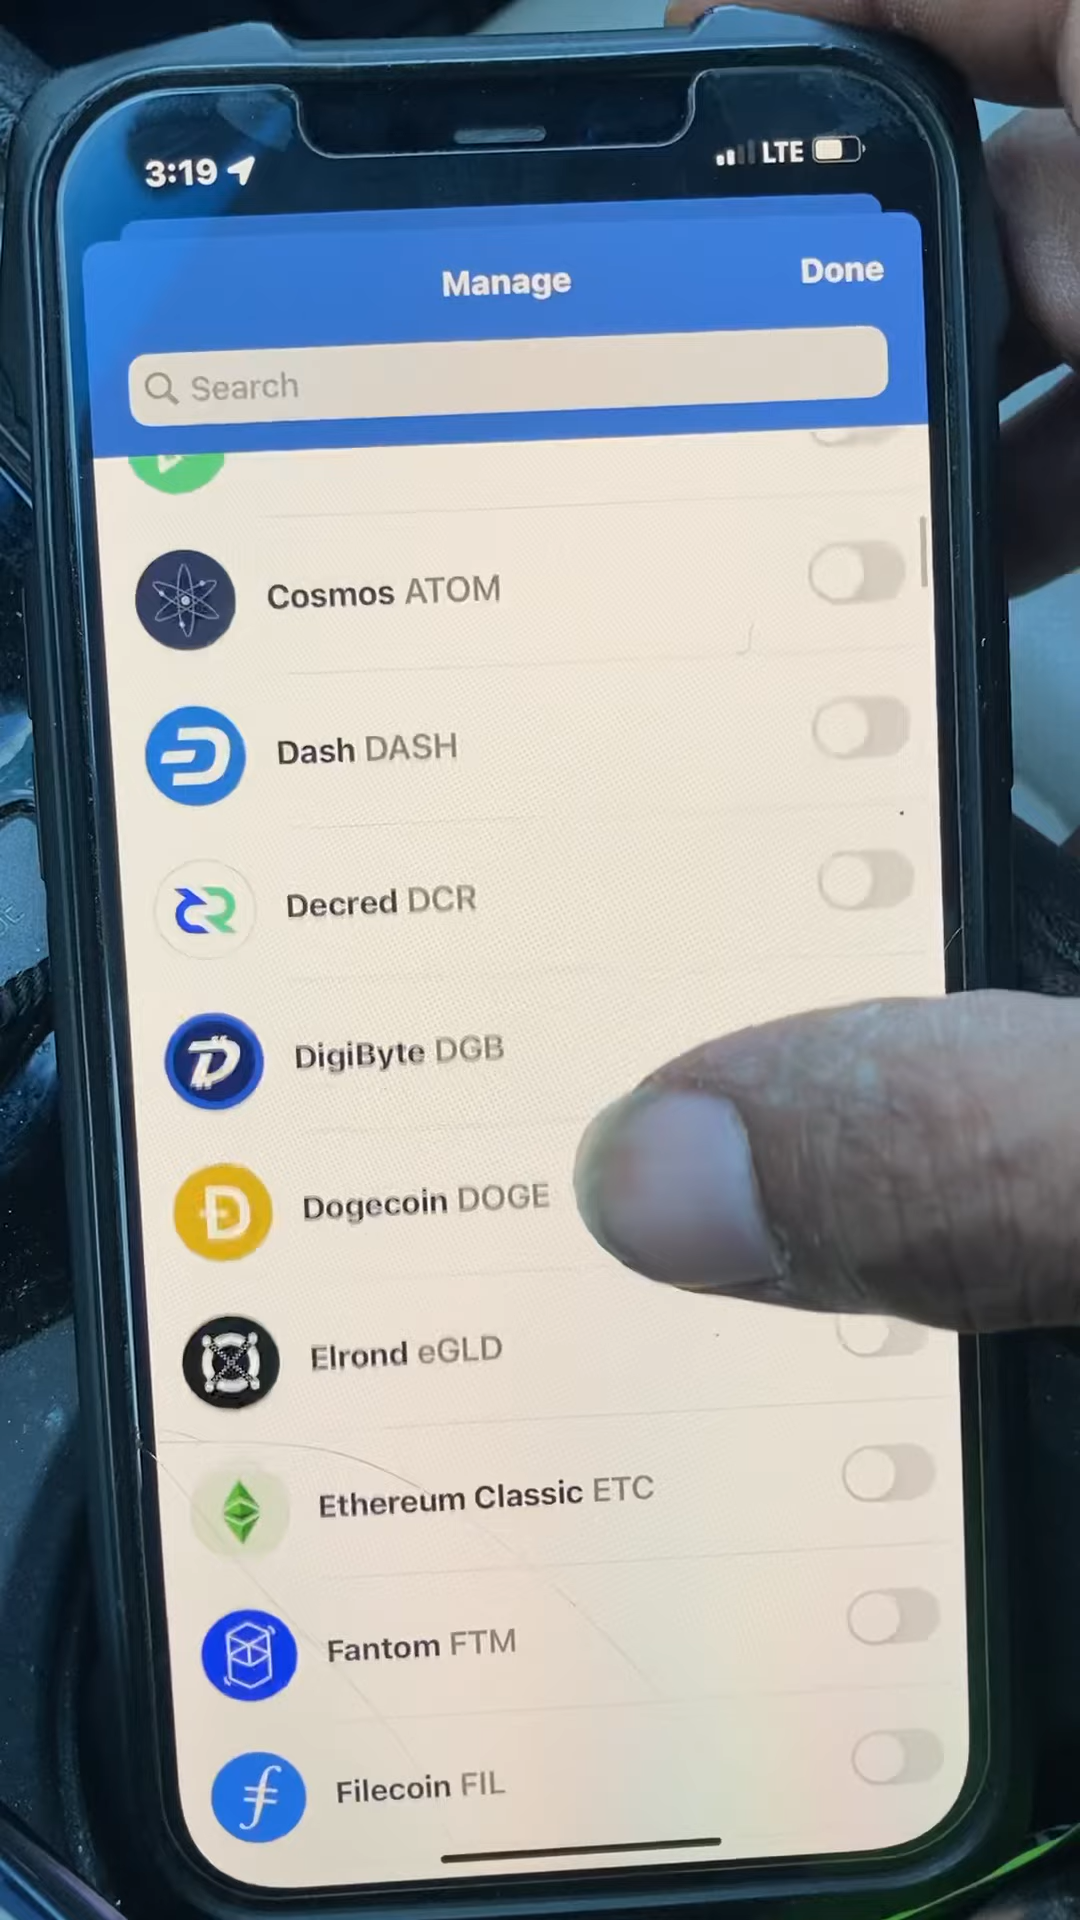 3:19 LTE
Manage Done
Search
Cosmos ATOM
Dash DASH
Decred DCR
DigiByte DGB
Dogecoin DOGE
Elrond eGLD
Ethereum Classic ETC
Fantom FTM
Filecoin FIL